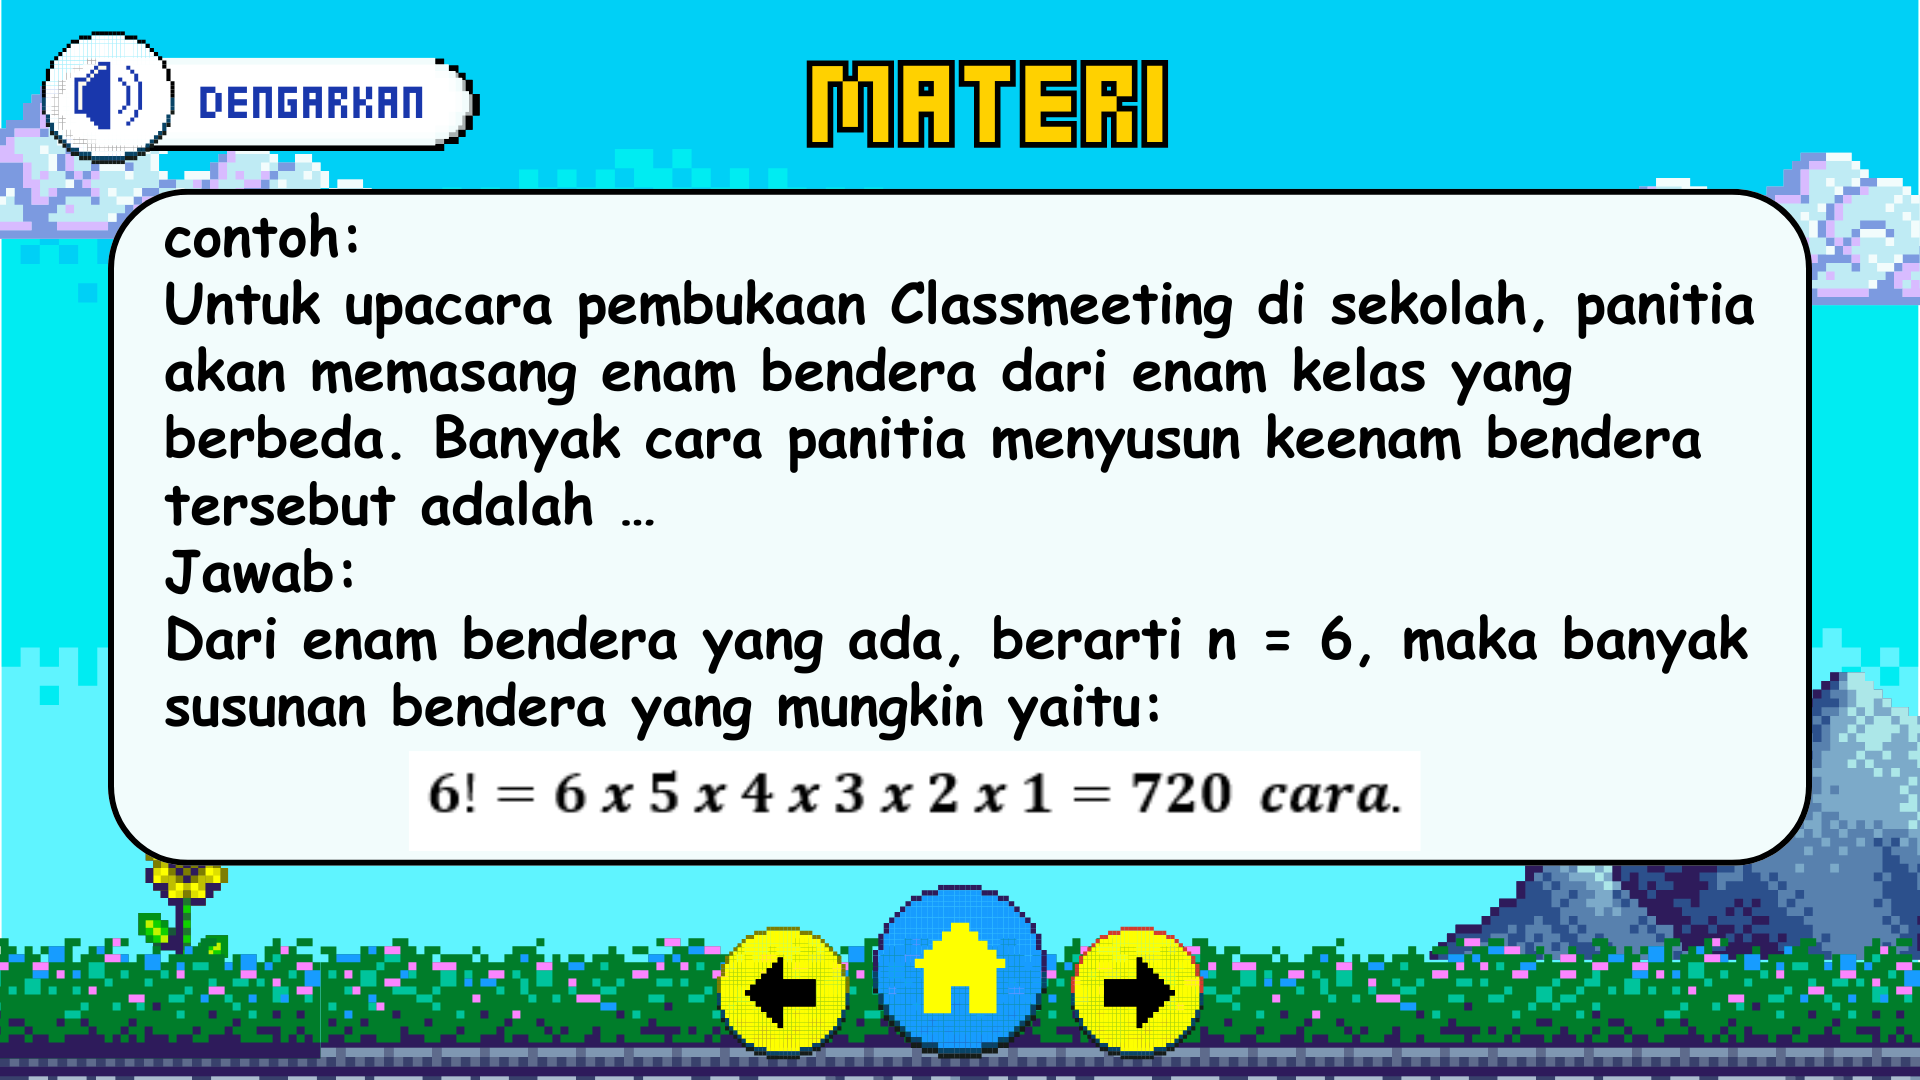 DENGARKAN
MATERI
contoh:
Untuk upacara pembukaan Classmeeting di sekolah, panitia
akan memasang enam bendera dari enam kelas yang
berbeda. Banyak cara panitia menyusun keenam bendera
tersebut adalah ...
Jawab:
Dari enam bendera yang ada, berarti n = 6, maka banyak
susunan bendera yang mungkin yaitu:
6! = 6 x 5 x 4 x 3 x 2 x 1 = 720 cara.